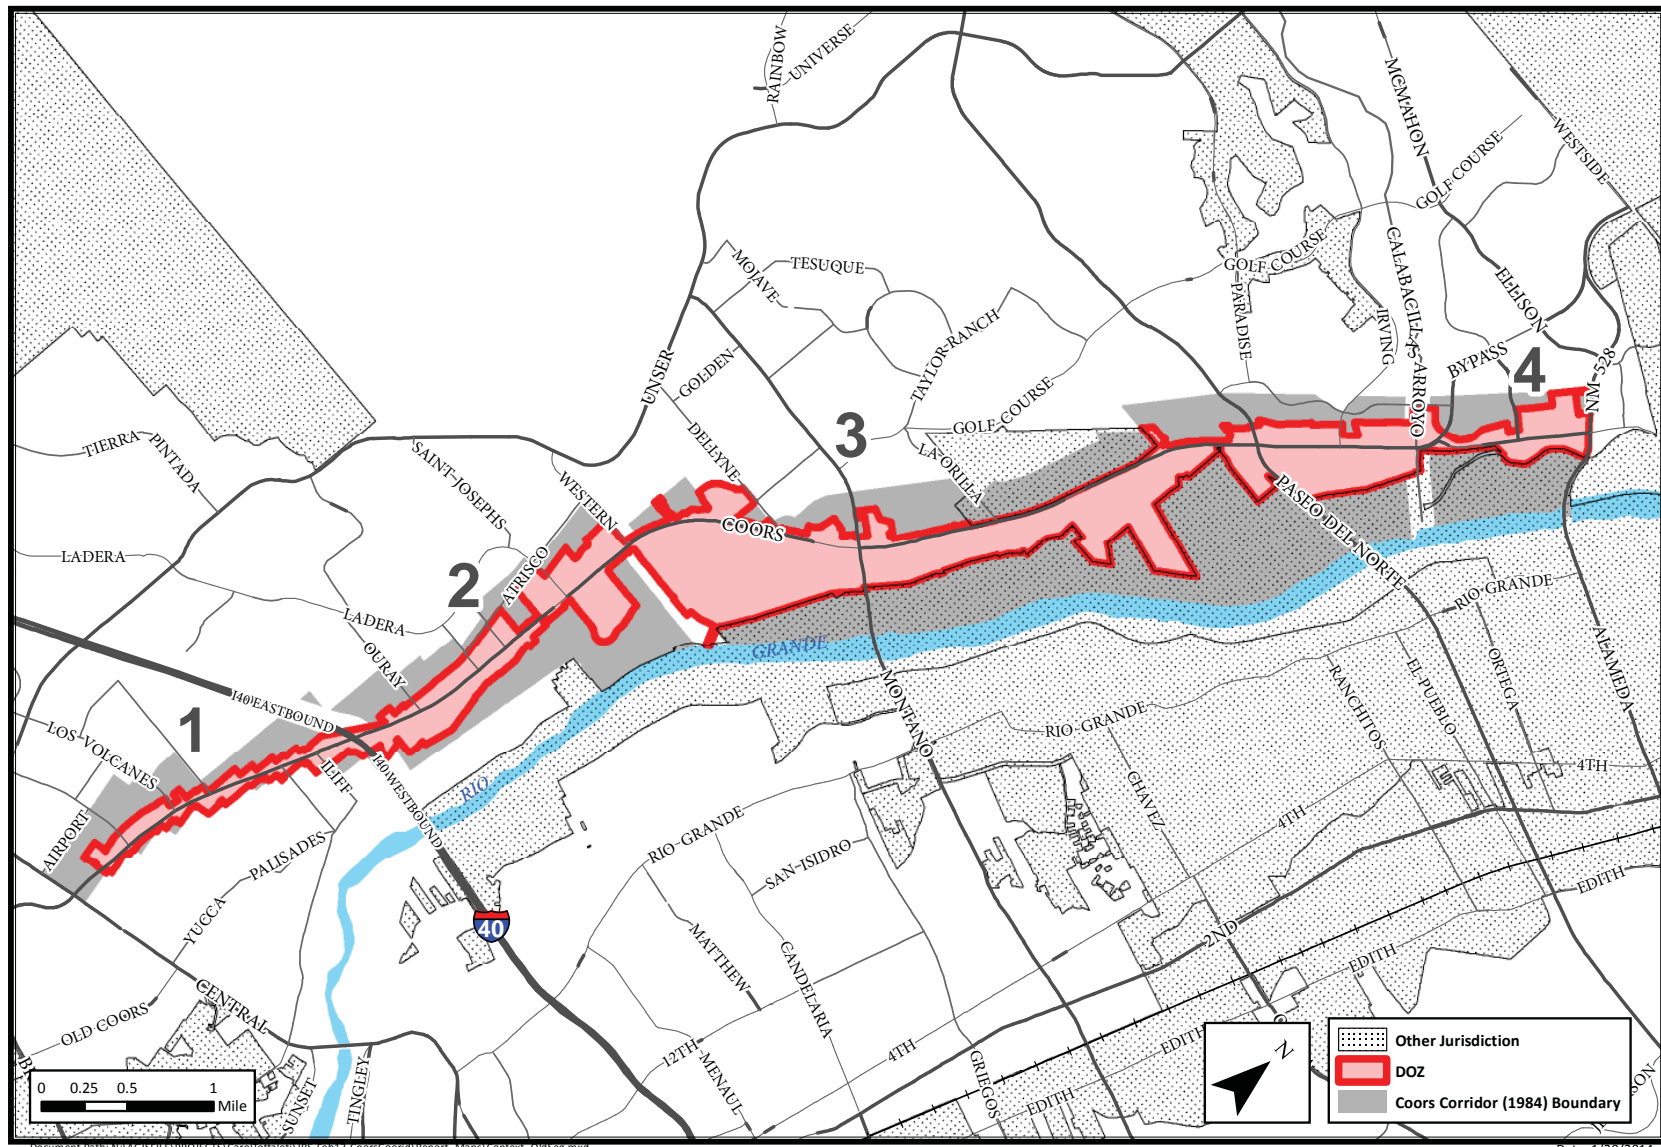 RAINBOW
UNIVERSE
MCMAHON
WESTSIDE
GOLF COURSE
GOLF COURSE
CALABACILLAS ARROYO
PARADISE
IRVING
ELLISON
BYPASS
NM 528
4
MOJAVE
TESUQUE
TAYLOR RANCH
GOLF COURSE
LA ORILLA
UNSER
GOLDEN
DELLYNE
3
COORS
TIERRA PINTADA
SAINT JOSEPHS
WESTERN
ATRISCO
2
LADERA
LADERA
OURAY
I40 EASTBOUND
I40 WESTBOUND
1
LOS VOLCANES
AIRPORT
ILIFF
PALISADES
YUCCA
CENTRAL
OLD COORS
SUNSET
TINGLEY
RIO
GRANDE
PASEO DEL NORTE
RIO GRANDE
ALAMEDA
ORTEGA
EL PUEBLO
RANCHITOS
RIO GRANDE
MONTANO
CHAVEZ
4TH
4TH
RIO GRANDE
SAN ISIDRO
40
MATTHEW
CANDELARIA
2ND
EDITH
EDITH
EDITH
EDITH
12TH
4TH
MENAUL
GRIEGOS
0 0.25 0.5 1
Mile
N
Other Jurisdiction
DOZ
Coors Corridor (1984) Boundary